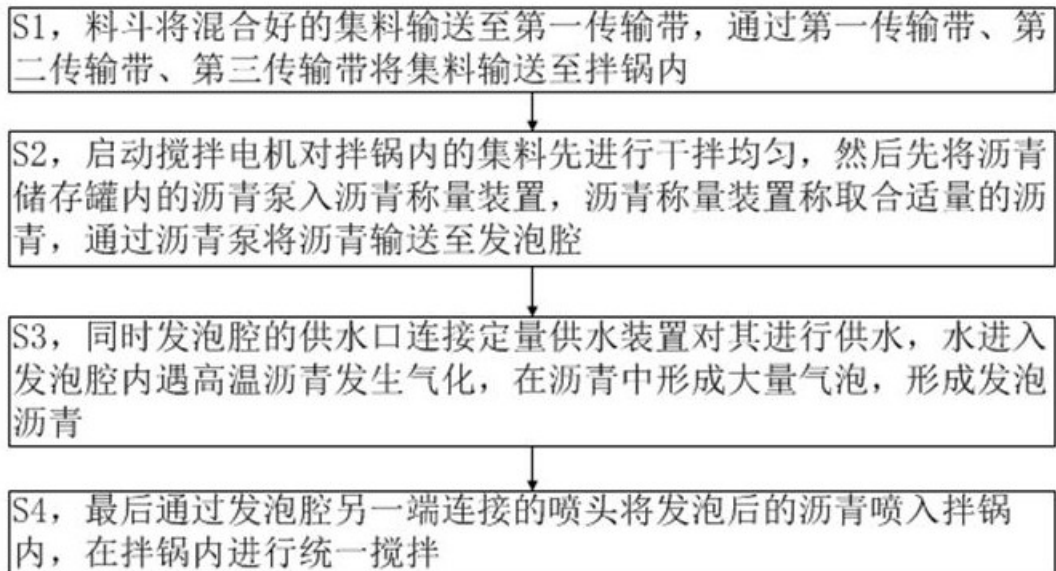 S1，料斗将混合好的集料输送至第一传输带，通过第一传输带、第
二传输带、第三传输带将集料输送至拌锅内
S2，启动搅拌电机对拌锅内的集料先进行干拌均匀，然后先将沥青
储存罐内的沥青泵入沥青称量装置，沥青称量装置称取合适量的沥
青，通过沥青泵将沥青输送至发泡腔
S3，同时发泡腔的供水口连接定量供水装置对其进行供水，水进入
发泡腔内遇高温沥青发生气化，在沥青中形成大量气泡，形成发泡
沥青
S4，最后通过发泡腔另一端连接的喷头将发泡后的沥青喷入拌锅
内，在拌锅内进行统一搅拌